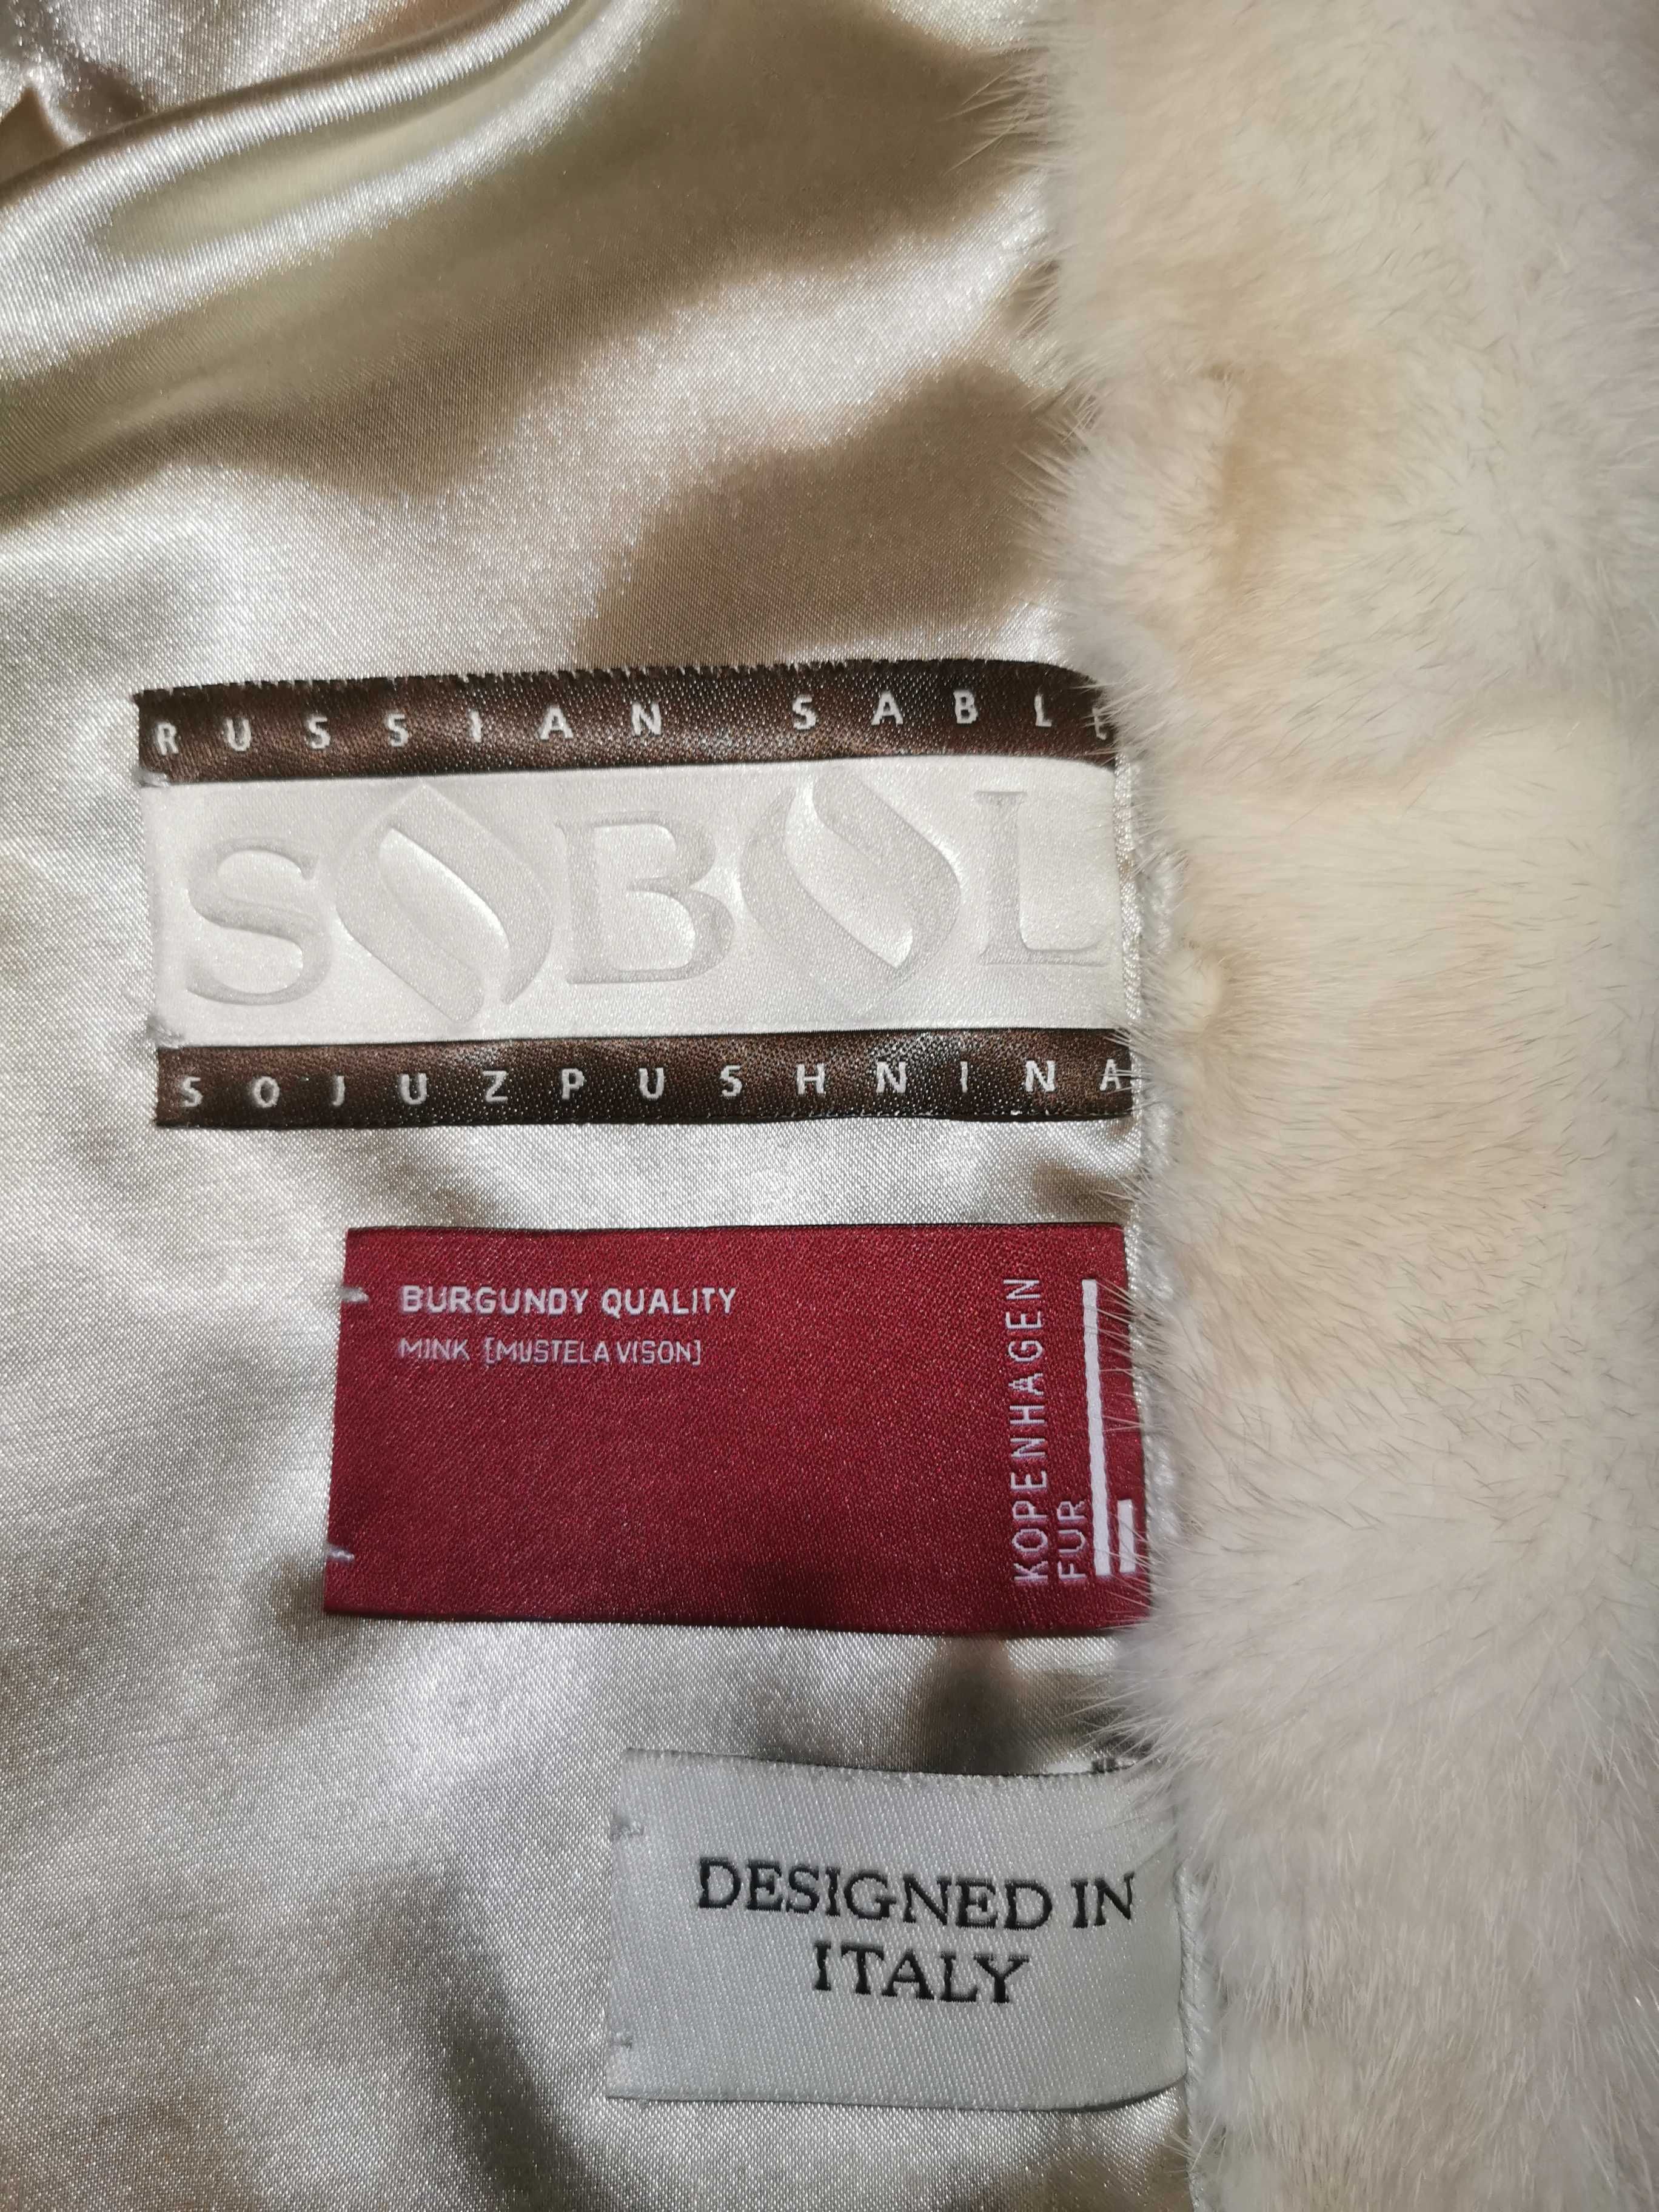 RUSSIAN SABLE
SOBOL
SOJUZPUSHNINA
BURGUNDY QUALITY
MINK [MUSTELA VISON]
KOPENHAGEN
FUR
DESIGNED IN
ITALY